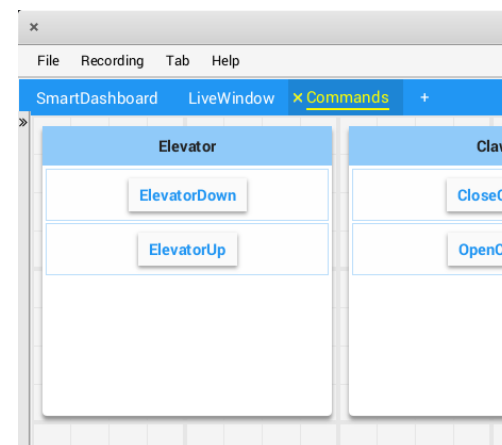 File Recording Tab Help
SmartDashboard LiveWindow Commands +
Elevator
ElevatorDown
ElevatorUp